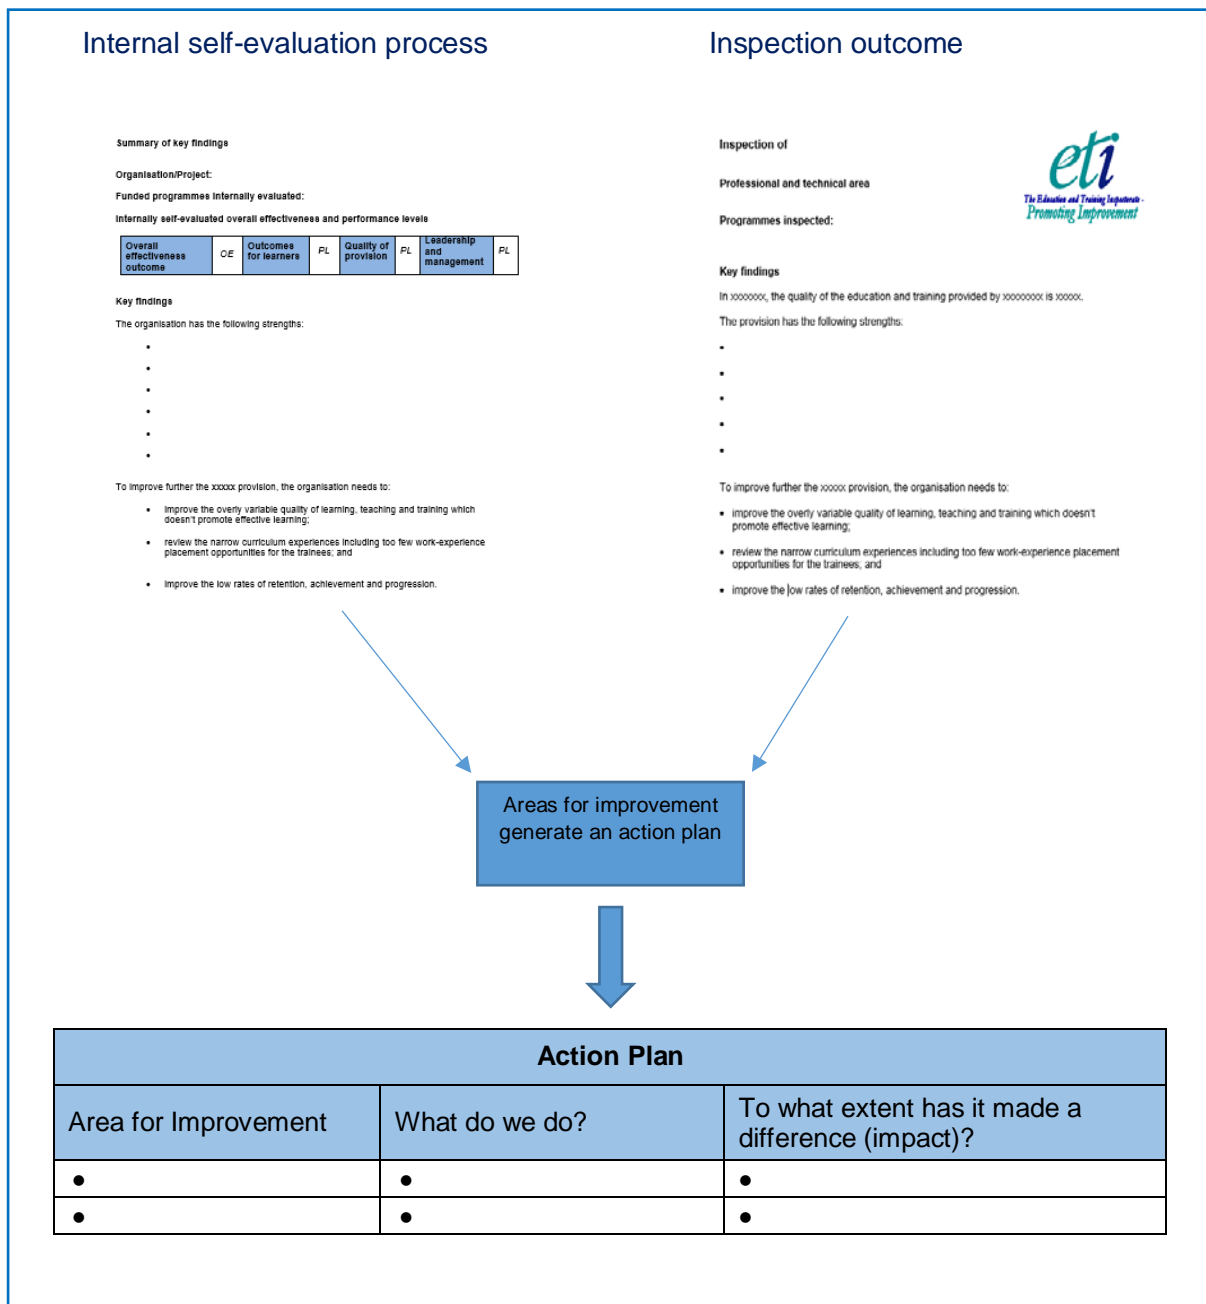 Internal self-evaluation process
Summary of key findings
Organisation/Project:
Funded programmes internally evaluated:
Internally self-evaluated overall effectiveness and performance levels
Overall
effectiveness
outcome
OE
Outcomes
for learners
PL
Quality of
provision
PL
Leadership
and
management
PL
Key findings
The organisation has the following strengths:
•
•
•
•
•
•
To improve further the xxxxx provision, the organisation needs to:
• improve the overly variable quality of learning, teaching and training which
doesn't promote effective learning;
• review the narrow curriculum experiences including too few work-experience
placement opportunities for the trainees; and
• improve the low rates of retention, achievement and progression.
Inspection outcome
Inspection of
Professional and technical area
Programmes inspected:
eti
The Education and Training Inspectorate -
Promoting Improvement
Key findings
In xxxxxxx, the quality of the education and training provided by xxxxxxxx is xxxxx.
The provision has the following strengths:
•
•
•
•
•
To improve further the xxxxx provision, the organisation needs to:
• improve the overly variable quality of learning, teaching and training which doesn't
promote effective learning;
• review the narrow curriculum experiences including too few work-experience placement
opportunities for the trainees; and
• improve the low rates of retention, achievement and progression.
Areas for improvement
generate an action plan
Action Plan
Area for Improvement
What do we do?
To what extent has it made a
difference (impact)?
• • •
• • •